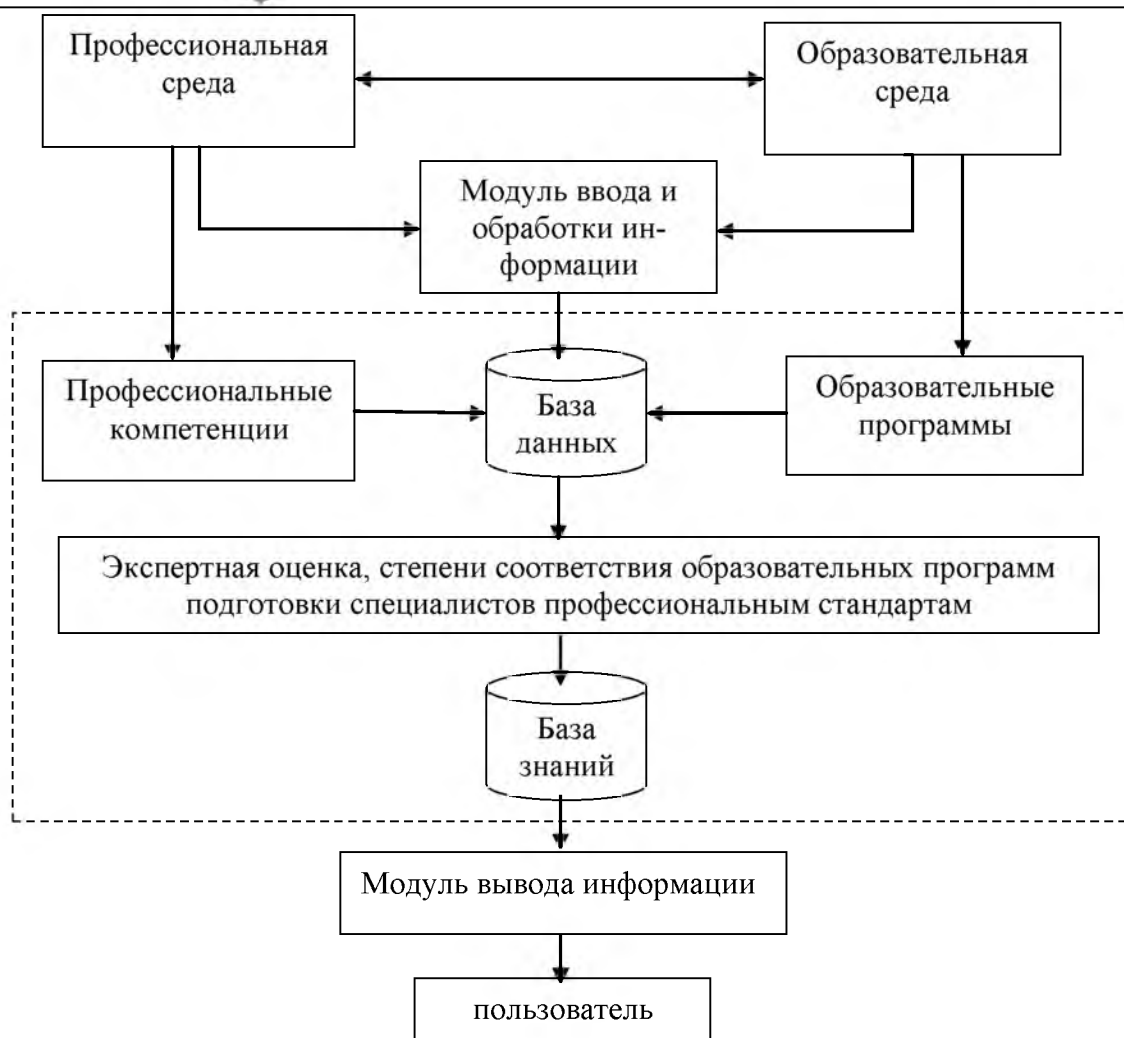 Профессиональная
среда
Образовательная
среда
Модуль ввода и
обработки ин-
формации
Профессиональные
компетенции
База
данных
Образовательные
программы
Экспертная оценка, степени соответствия образовательных программ
подготовки специалистов профессиональным стандартам
База
знаний
Модуль вывода информации
пользователь